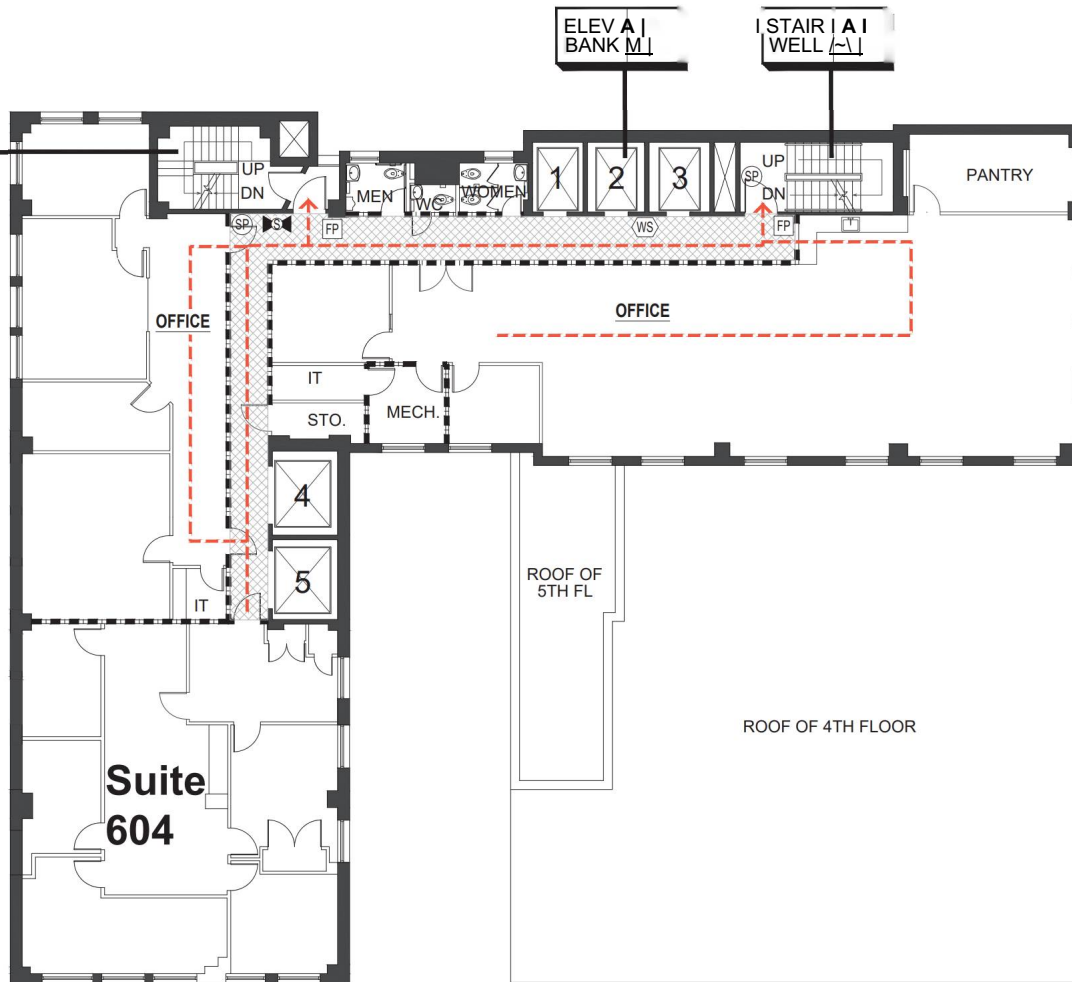 ELEV A |
BANK M |
I STAIR | A I
WELL /~\ |
UP
DN
MEN
WC
WOMEN
1
2
3
UP
SP
DN
PANTRY
SP
S
FP
WS
FP
OFFICE
OFFICE
IT
STO.
MECH.
4
5
IT
ROOF OF
5TH FL
ROOF OF 4TH FLOOR
Suite
604